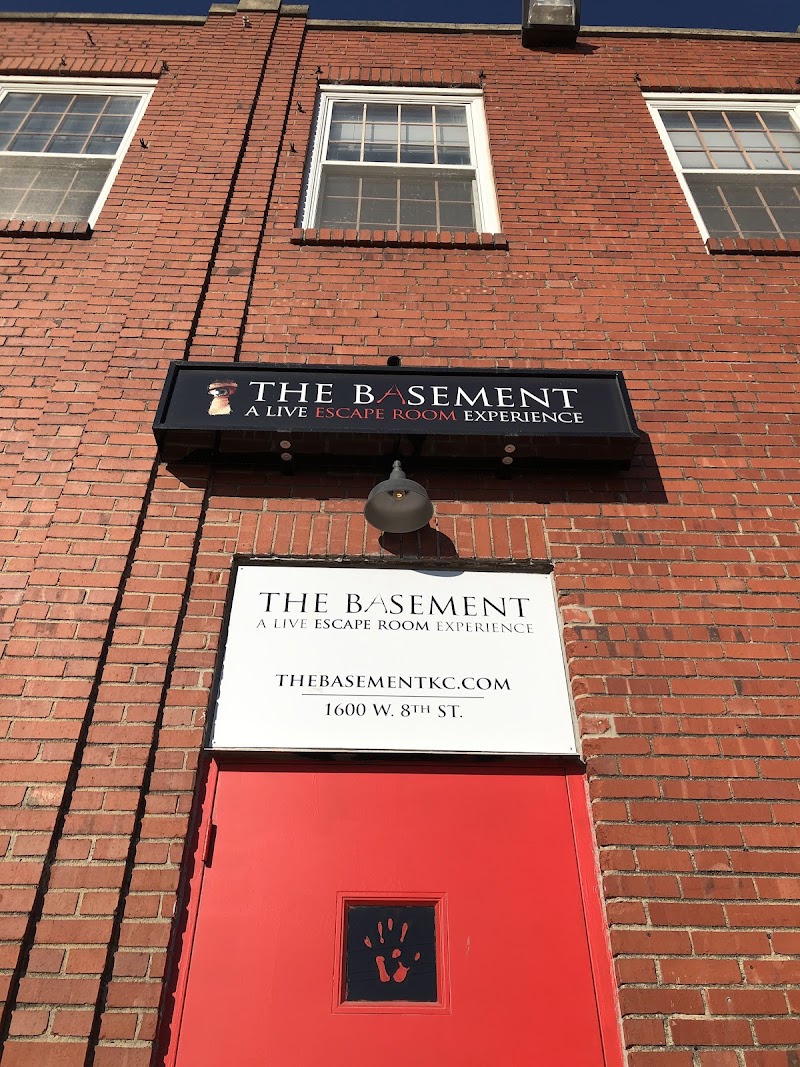 THE BASEMENT
A LIVE ESCAPE ROOM EXPERIENCE
THE BASEMENT
A LIVE ESCAPE ROOM EXPERIENCE
THEBASEMENTKC.COM
1600 W. 8TH ST.